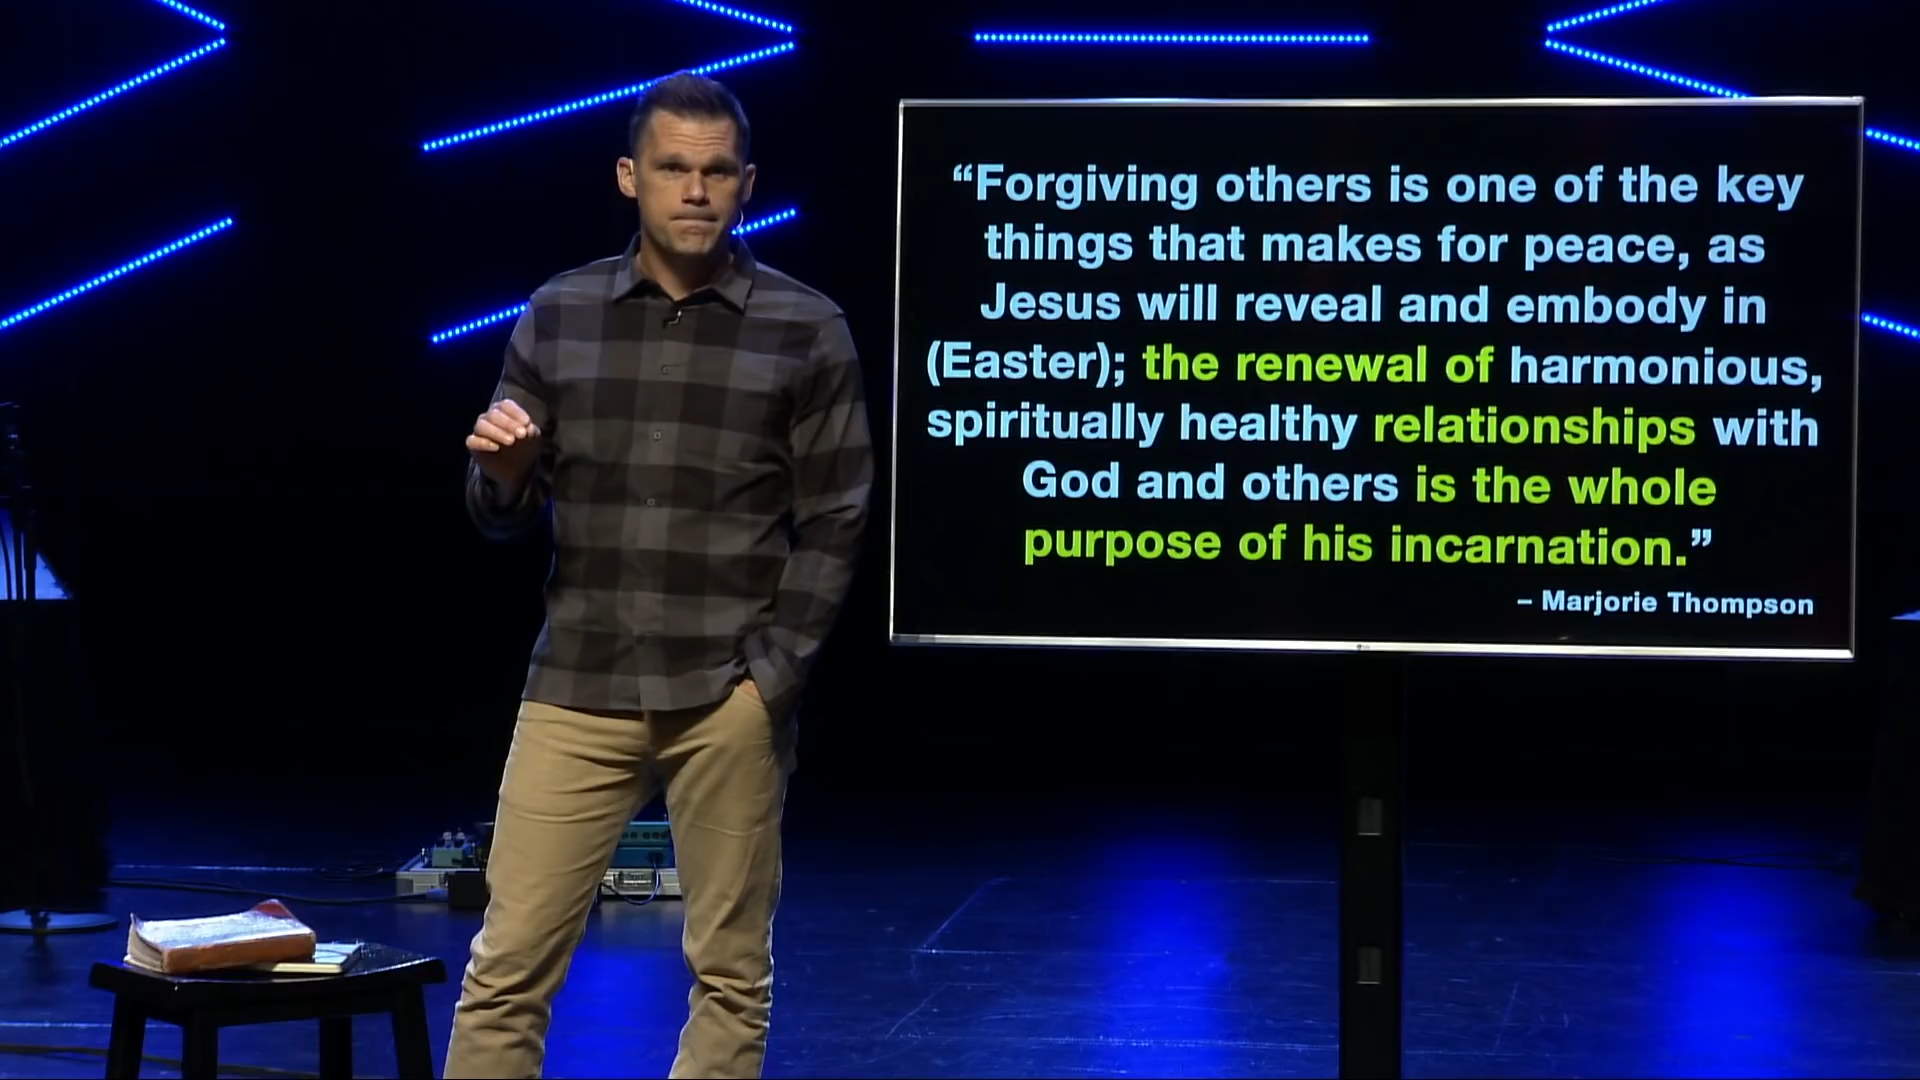 “Forgiving others is one of the key
things that makes for peace, as
Jesus will reveal and embody in
(Easter); the renewal of harmonious,
spiritually healthy relationships with
God and others is the whole
purpose of his incarnation.”
– Marjorie Thompson